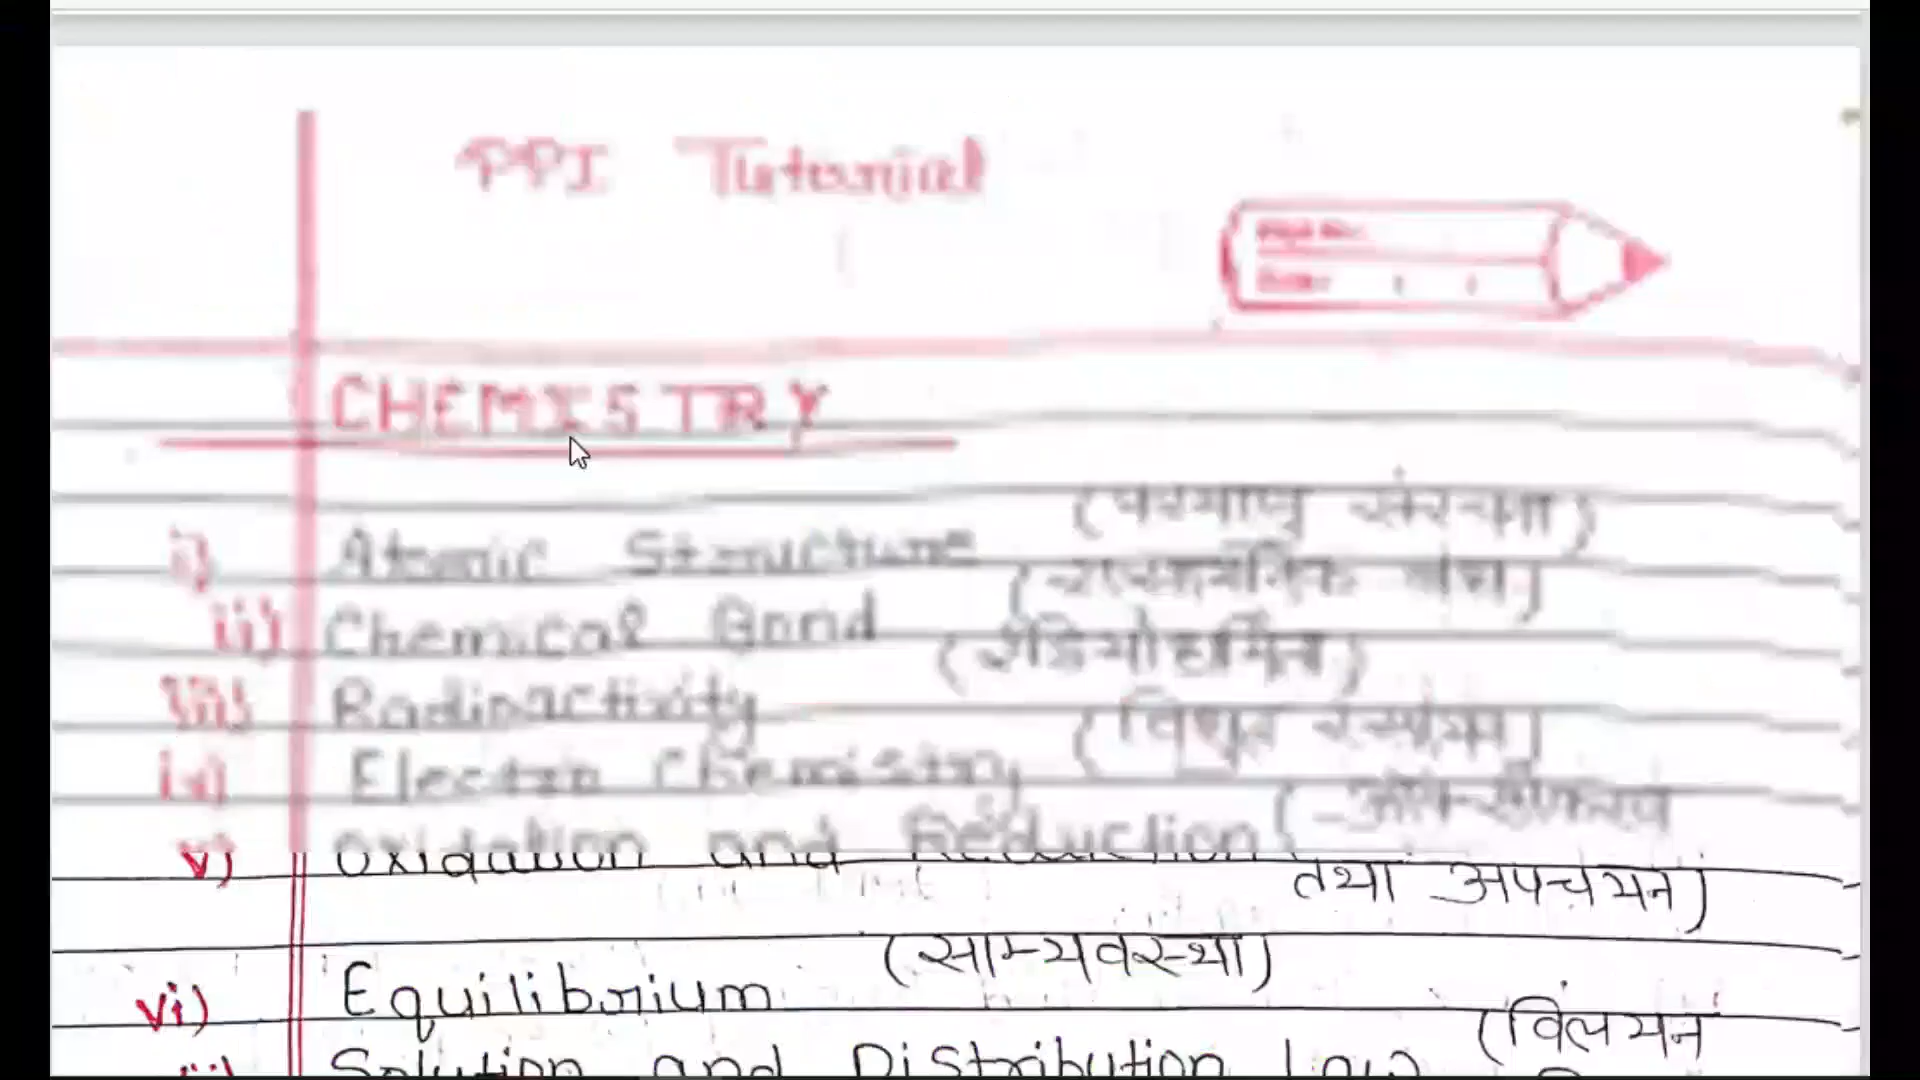 PPI Tutorial
CHEMISTRY
i) Atomic Structure (परमाणु संरचना)
ii) Chemical Bond (रासायनिक बंध)
iii) Radioactivity (रेडियोधर्मिता)
iv) Electro Chemistry (विधुत रसायन)
v) Oxidation and Reduction (ऑक्सीकरण
तथा अपचयन)
vi) Equilibrium (साम्यवस्था)
Solution and Distribution Law (विलयन